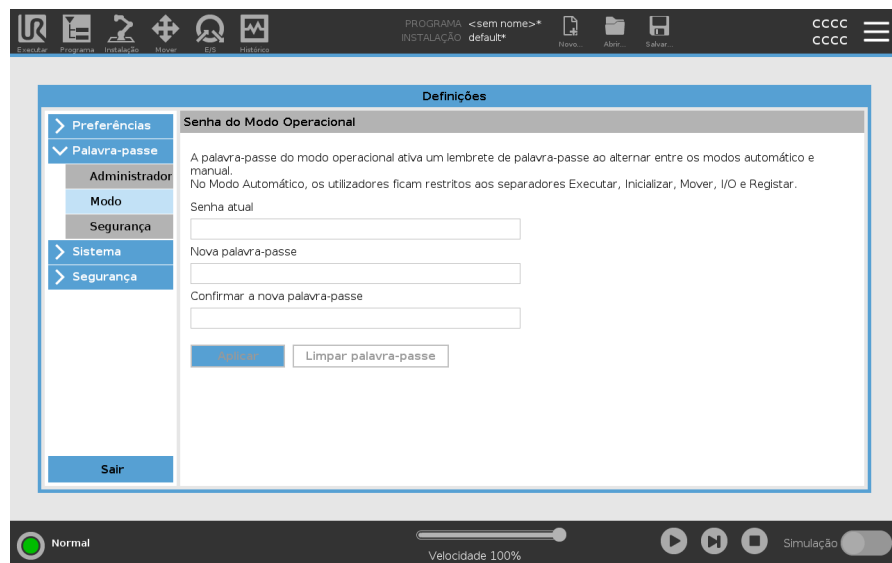 PROGRAMA <sem nome>*
INSTALAÇÃO default*
CCCC
CCCC
Executar
Programa
Instalação
Mover
E/S
Histórico
Novo...
Abrir...
Salvar...
Definições
Preferências
Palavra-passe
Administrador
Modo
Segurança
Sistema
Segurança
Sair
Senha do Modo Operacional
A palavra-passe do modo operacional ativa um lembrete de palavra-passe ao alternar entre os modos automático e
manual.
No Modo Automático, os utilizadores ficam restritos aos separadores Executar, Inicializar, Mover, I/O e Registar.
Senha atual
Nova palavra-passe
Confirmar a nova palavra-passe
Aplicar
Limpar palavra-passe
Normal
Velocidade 100%
Simulação